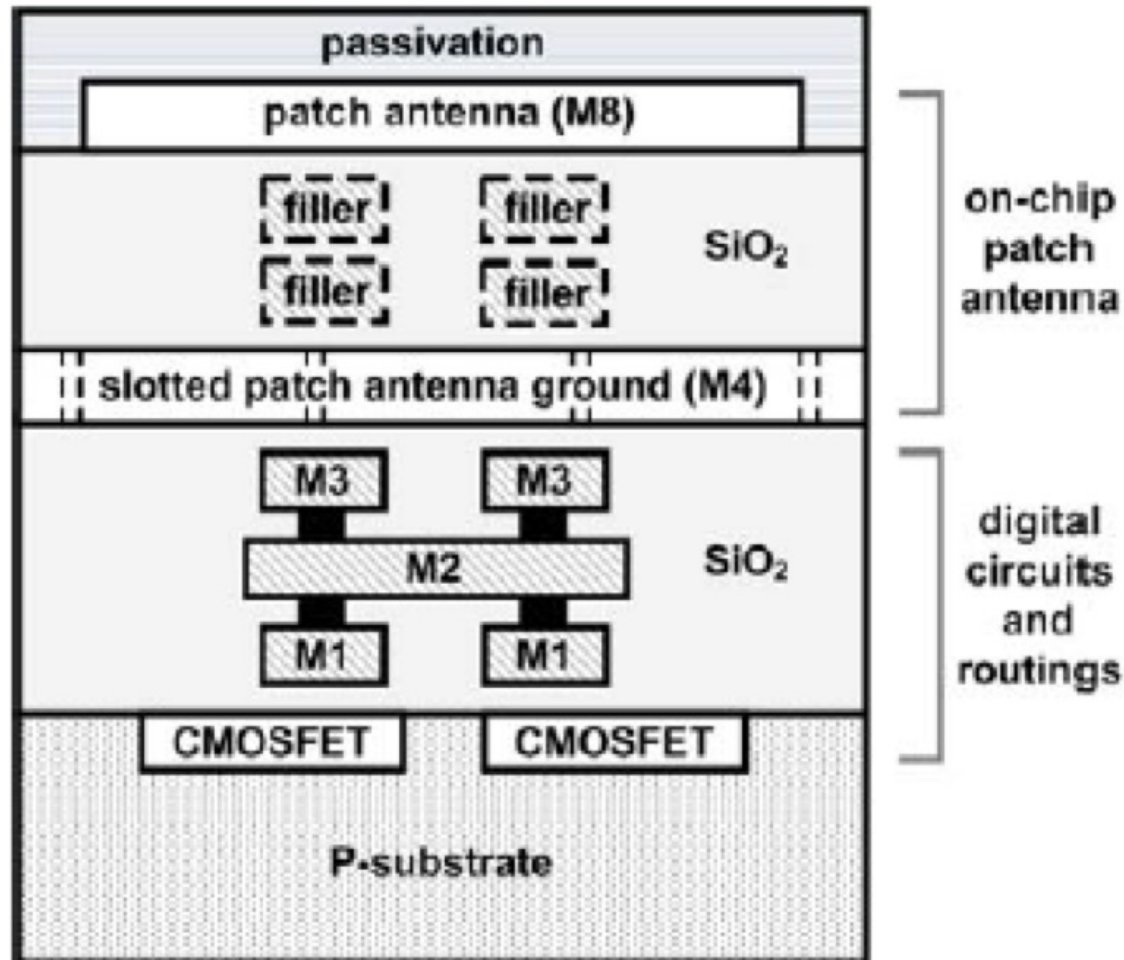 passivation
patch antenna (M8)
filler filler
SiO₂
filler filler
on-chip
patch
antenna
slotted patch antenna ground (M4)
M3 M3
M2
SiO₂
M1 M1
digital
circuits
and
routings
CMOSFET CMOSFET
P-substrate